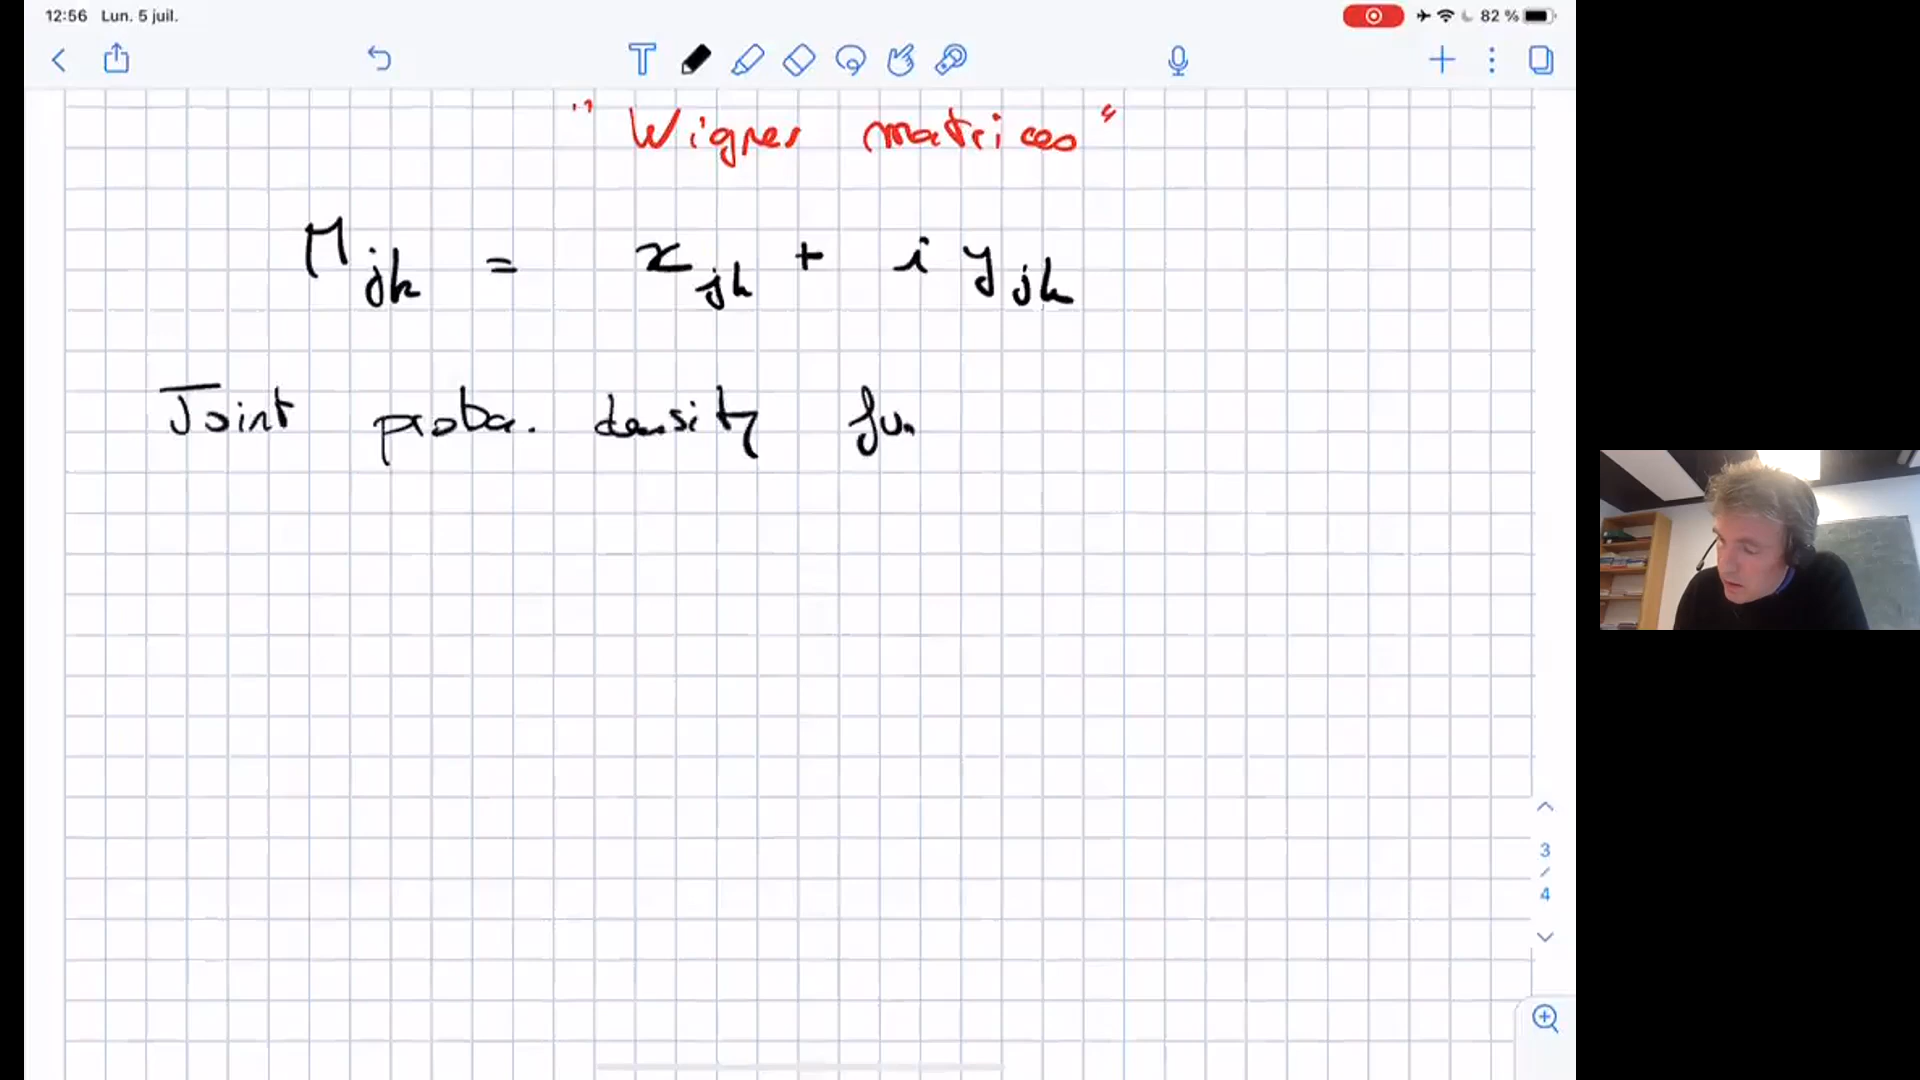 12:56 Lun. 5 juil.
82 %
"Wigner matrices"
M_jk = x_jk + i y_jk
Joint proba. density fun
3
/
4